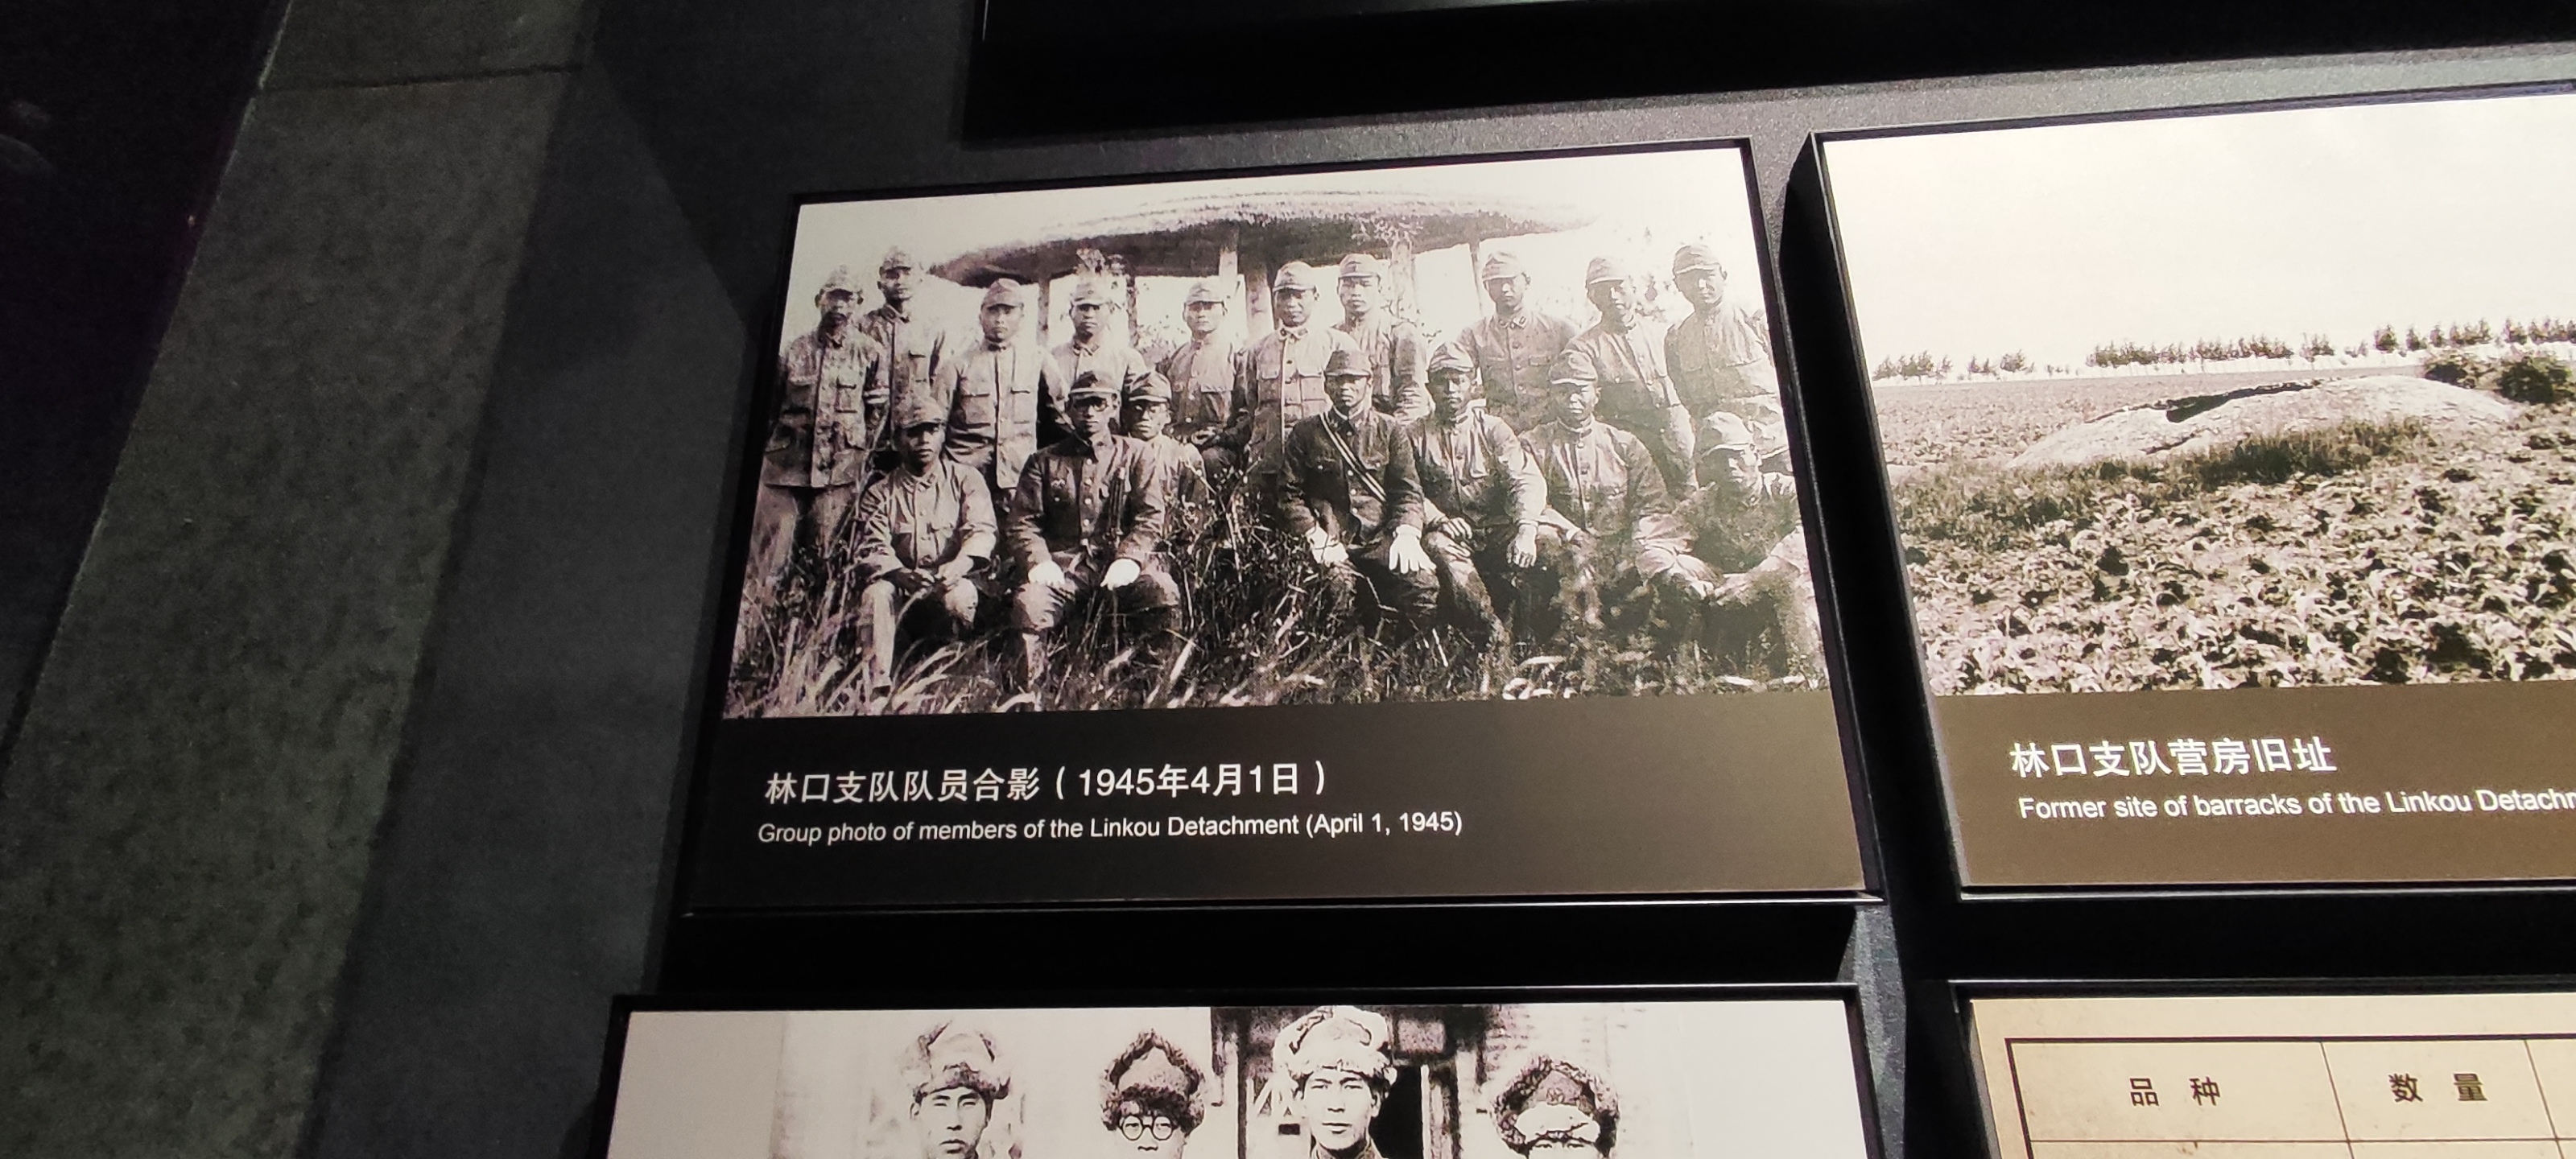 林口支队队员合影（1945年4月1日）
Group photo of members of the Linkou Detachment (April 1, 1945)
林口支队营房旧址
Former site of barracks of the Linkou
品种
数量